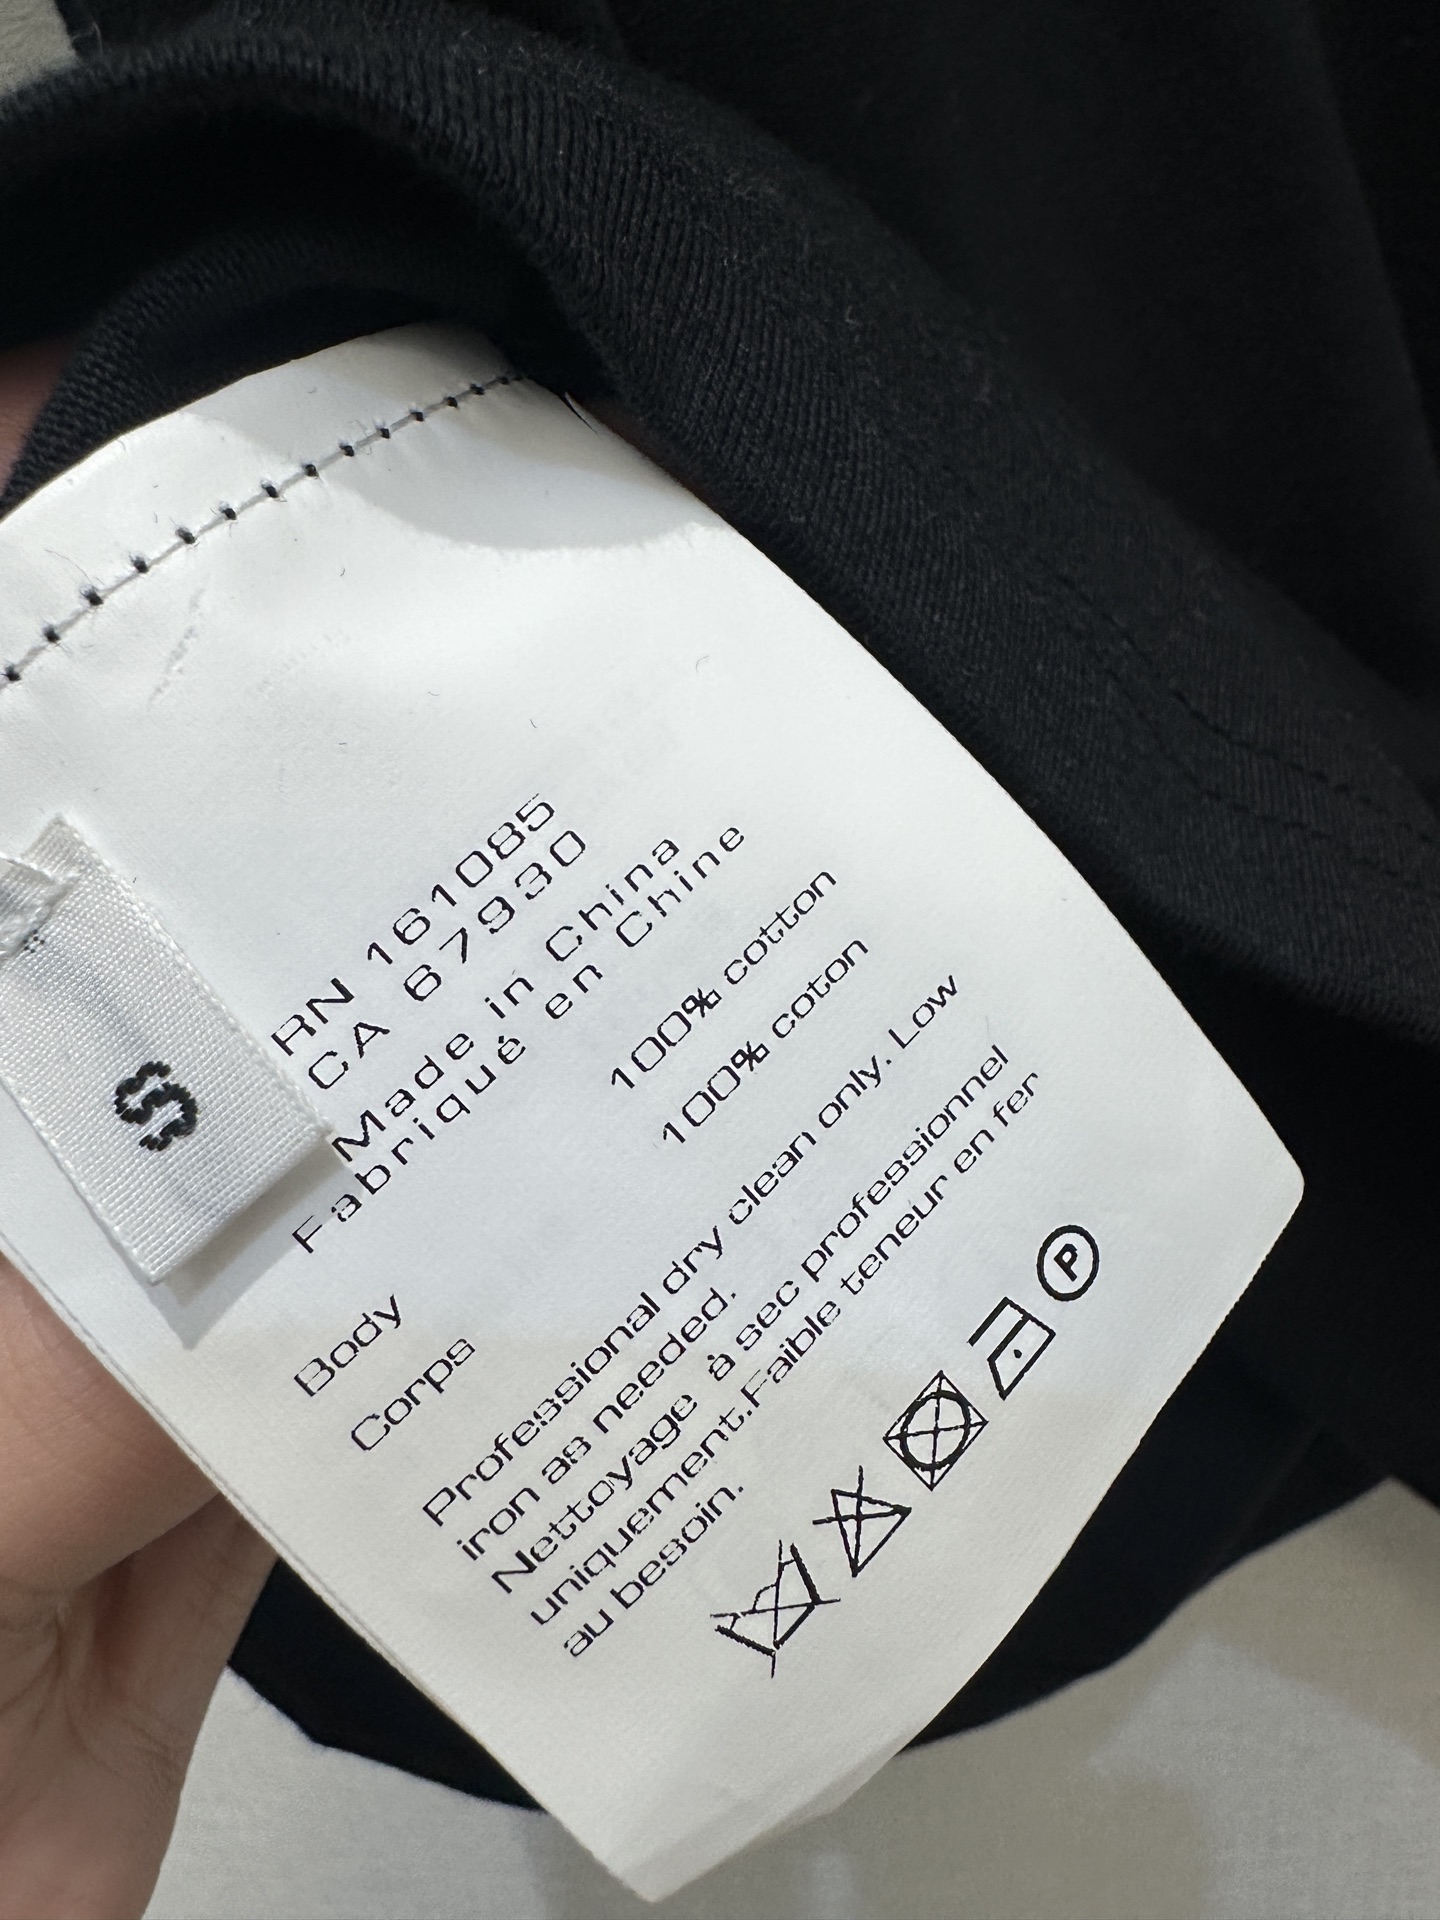 S
RN 161085
CA 67930
Made in China
Fabriqué en Chine
Body 100% cotton
Corps 100% coton
Professional dry clean only. Low
iron as needed.
Nettoyage à sec professionnel
uniquement.Faible teneur en fer
au besoin.
P